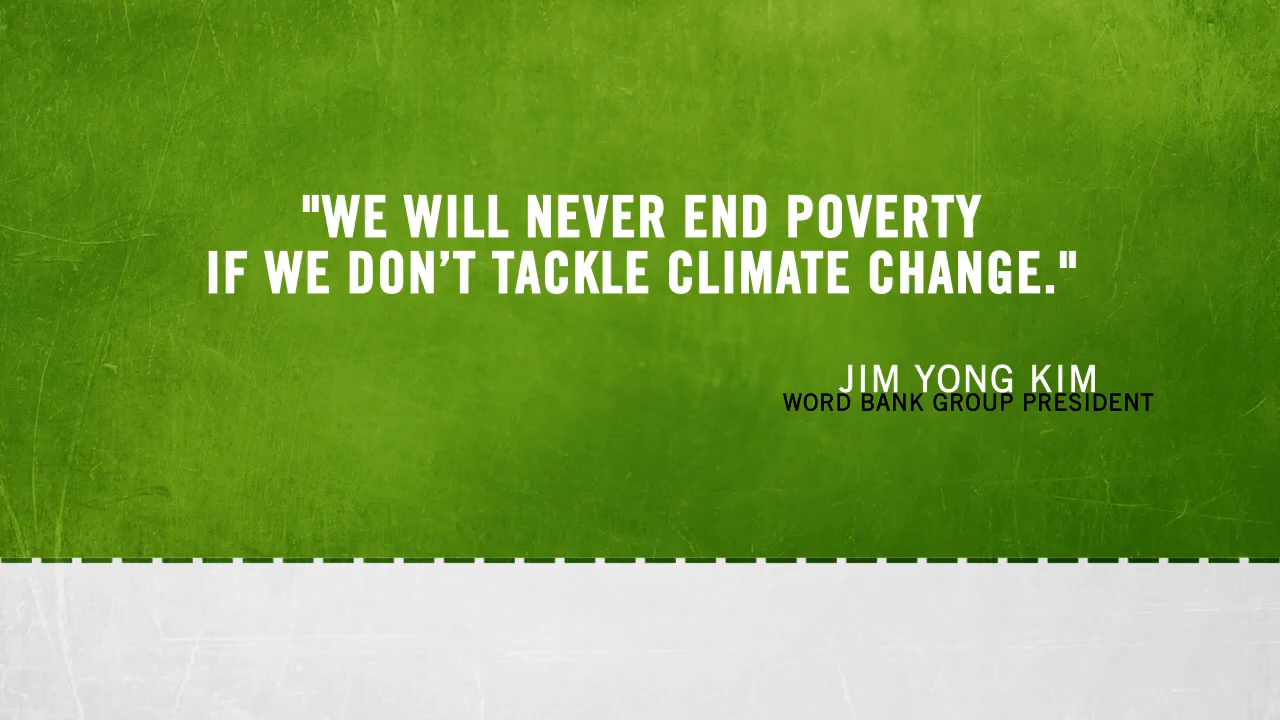 "WE WILL NEVER END POVERTY
IF WE DON’T TACKLE CLIMATE CHANGE."
JIM YONG KIM
WORD BANK GROUP PRESIDENT